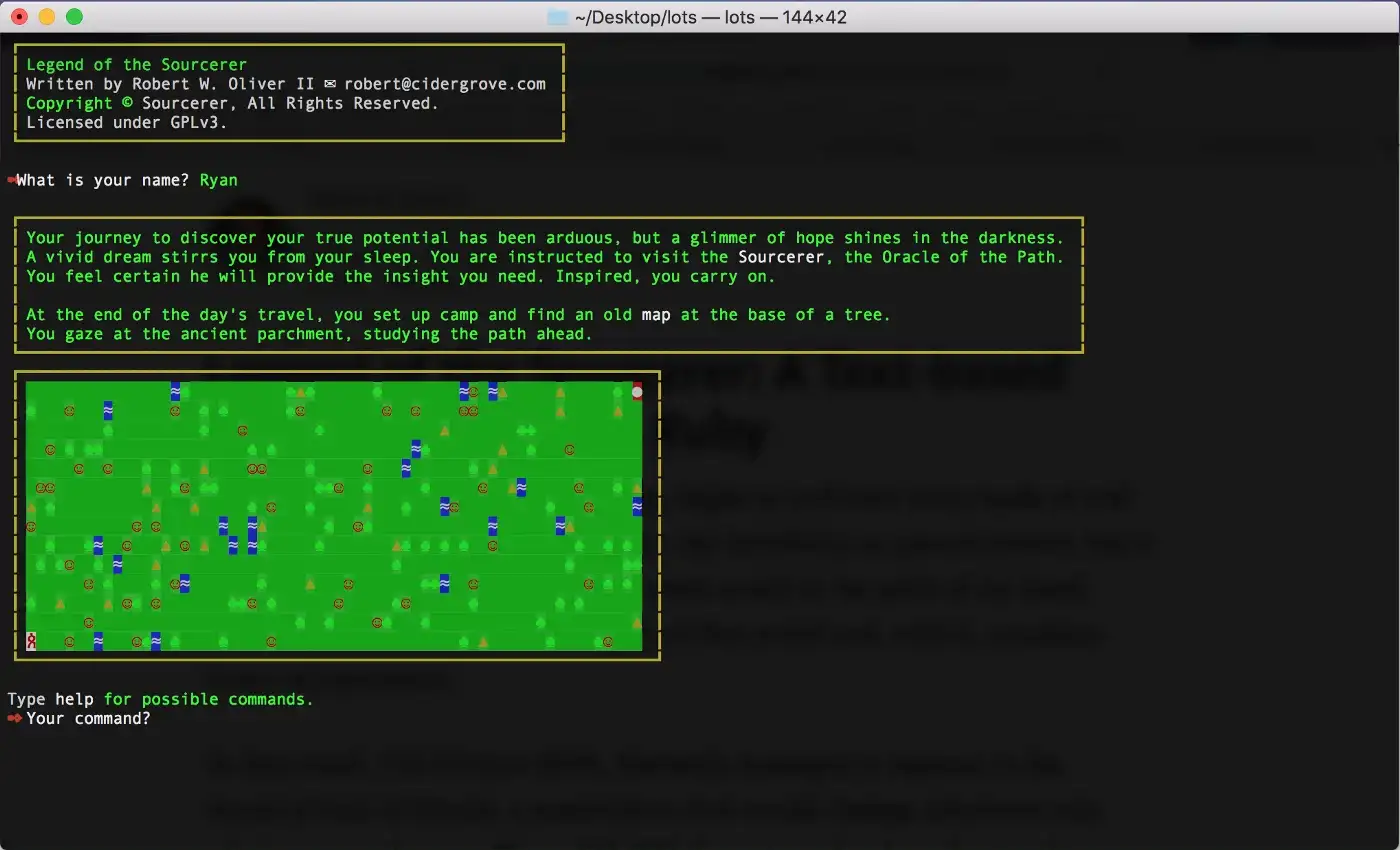 ~/Desktop/lots — lots — 144×42
Legend of the Sourcerer
Written by Robert W. Oliver II ✉ robert@cidergrove.com
Copyright © Sourcerer, All Rights Reserved.
Licensed under GPLv3.
What is your name? Ryan
Your journey to discover your true potential has been arduous, but a glimmer of hope shines in the darkness.
A vivid dream stirrs you from your sleep. You are instructed to visit the Sourcerer, the Oracle of the Path.
You feel certain he will provide the insight you need. Inspired, you carry on.
At the end of the day's travel, you set up camp and find an old map at the base of a tree.
You gaze at the ancient parchment, studying the path ahead.
Type help for possible commands.
Your command?